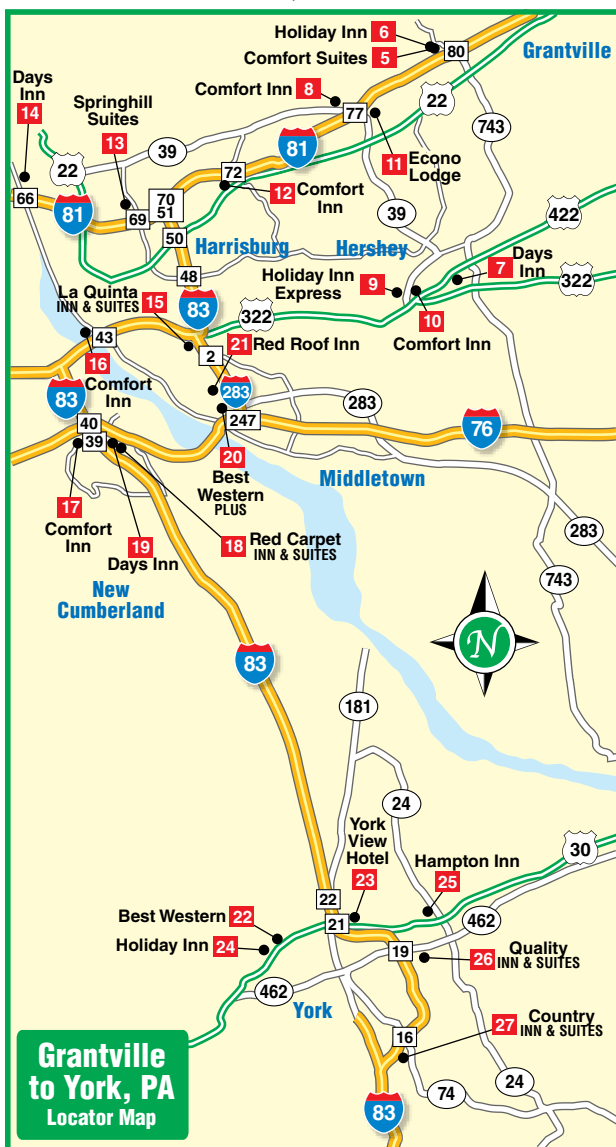 Holiday Inn 6
Comfort Suites 5
80
Grantville
Days
Inn
14
Springhill
Suites
13
Comfort Inn 8
77
22
743
39
22
81
11 Econo
Lodge
72
12 Comfort
Inn
66
81
69
70
51
50
39
422
Harrisburg
Hershey
48
Holiday Inn
Express
9
7 Days
Inn
322
10
Comfort Inn
La Quinta
INN & SUITES
15
83
322
43
2
21 Red Roof Inn
16
Comfort
Inn
83
283
283
76
40
39
247
20
Best
Western
PLUS
Middletown
17
Comfort
Inn
19
Days Inn
18 Red Carpet
INN & SUITES
283
743
New
Cumberland
N
83
181
24
York
View
Hotel
23
Hampton Inn
25
30
22
21
Best Western 22
Holiday Inn 24
462
19
26 Quality
INN & SUITES
462
York
27 Country
INN & SUITES
16
24
74
83
Grantville
to York, PA
Locator Map